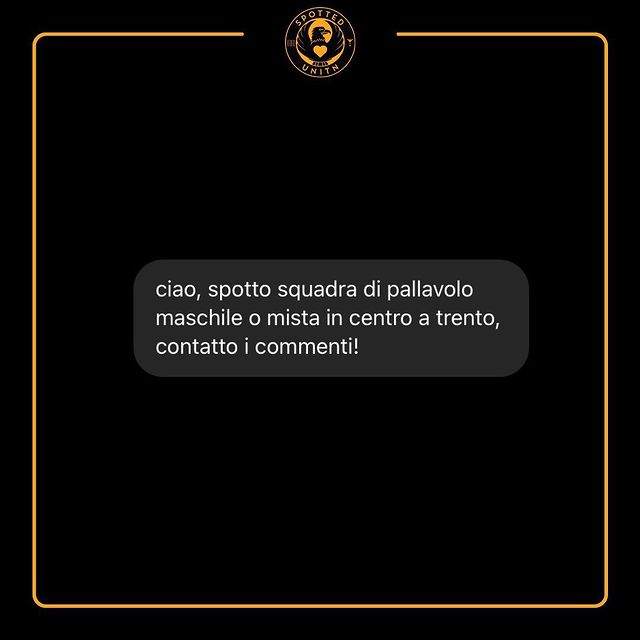 SPOTTED
UNITN
ciao, spotto squadra di pallavolo
maschile o mista in centro a trento,
contatto i commenti!